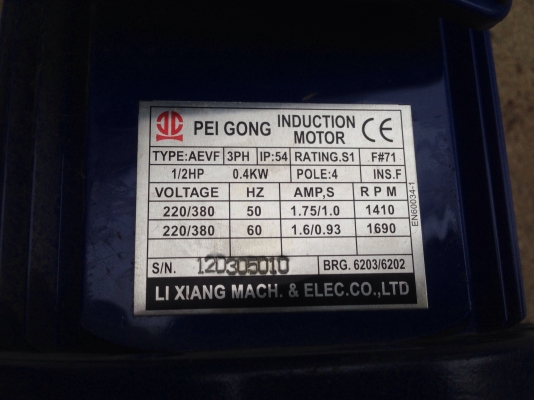 PEI GONG INDUCTION MOTOR CE
TYPE:AEVF 3PH IP:54 RATING.S1 F#71
1/2HP 0.4KW POLE:4 INS.F
VOLTAGE HZ AMP,S RPM
220/380 50 1.75/1.0 1410
220/380 60 1.6/0.93 1690
EN60034-1
S/N. 120305010 BRG. 6203/6202
LI XIANG MACH. & ELEC.CO.,LTD